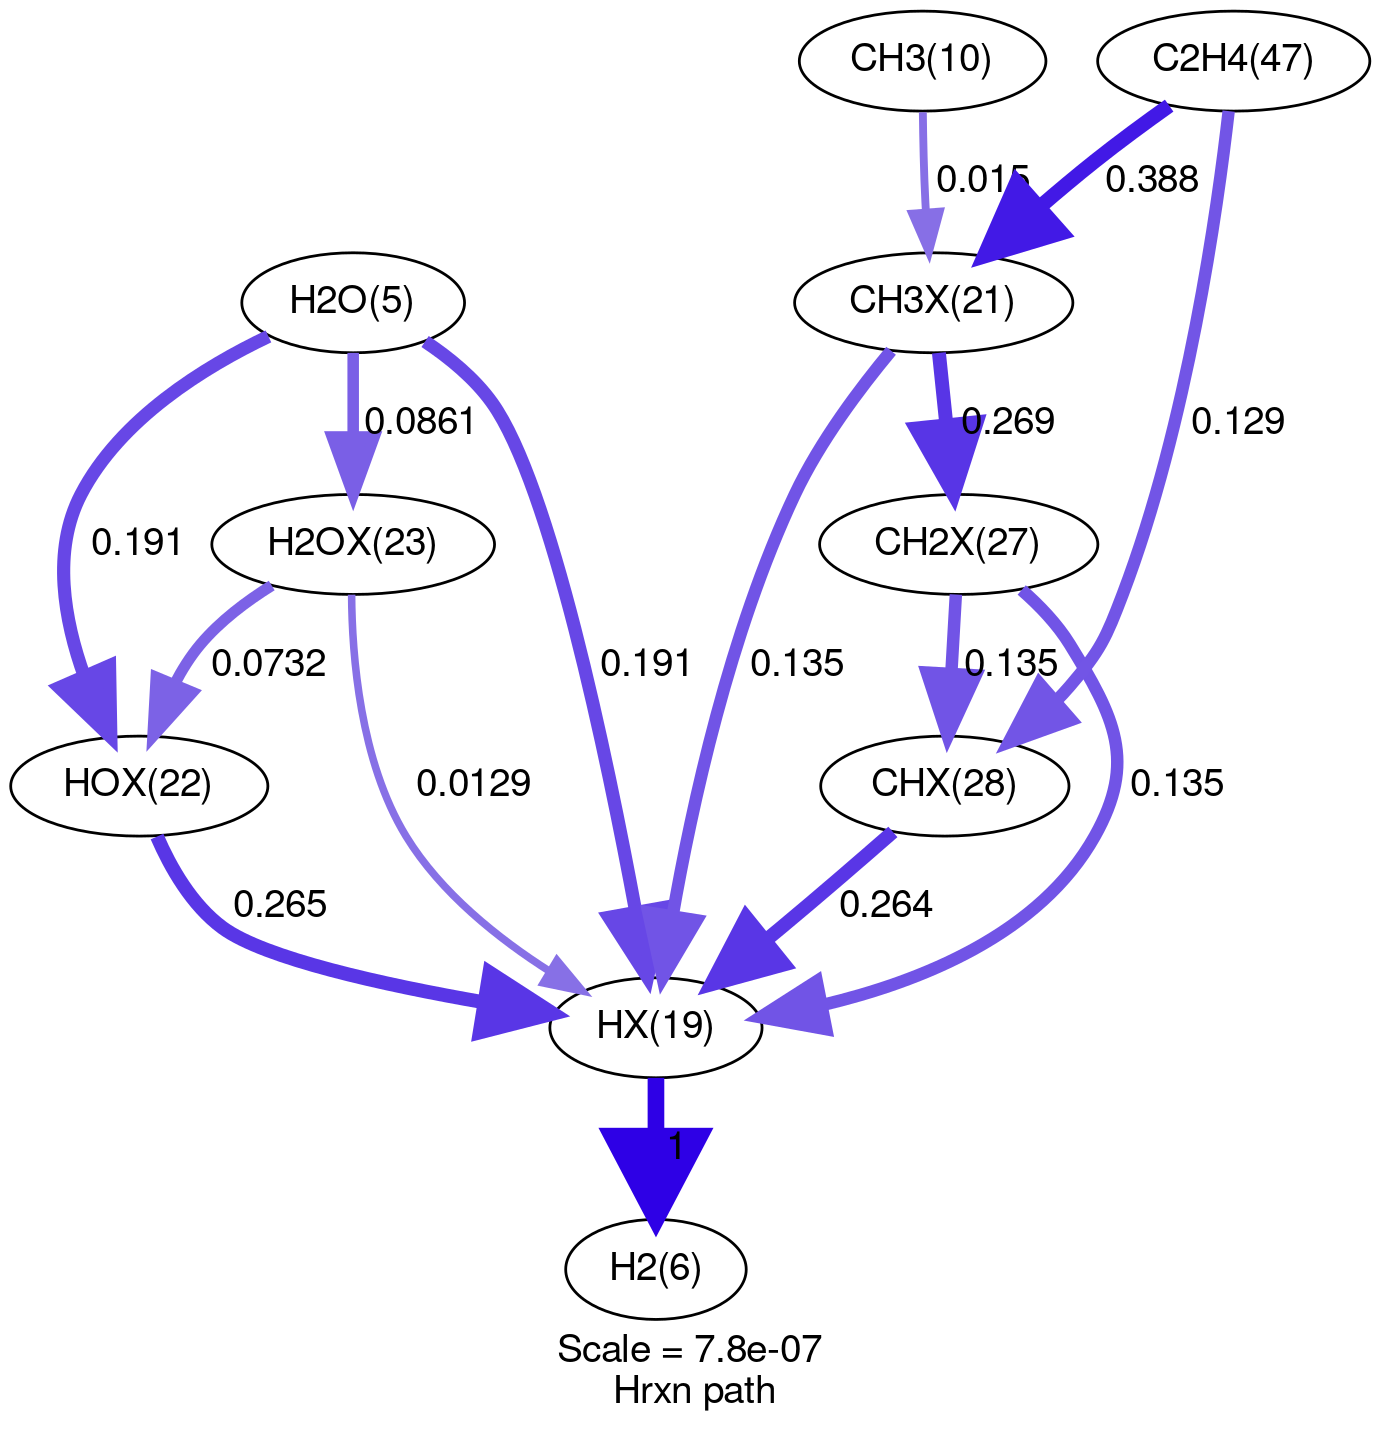 CH3(10)
C2H4(47)
0.015
0.388
H2O(5)
CH3X(21)
0.0861
0.269
0.129
0.191
H2OX(23)
CH2X(27)
0.0732
0.191
0.135
0.135
HOX(22)
0.0129
CHX(28)
0.135
0.265
0.264
HX(19)
1
H2(6)
Scale = 7.8e-07
Hrxn path